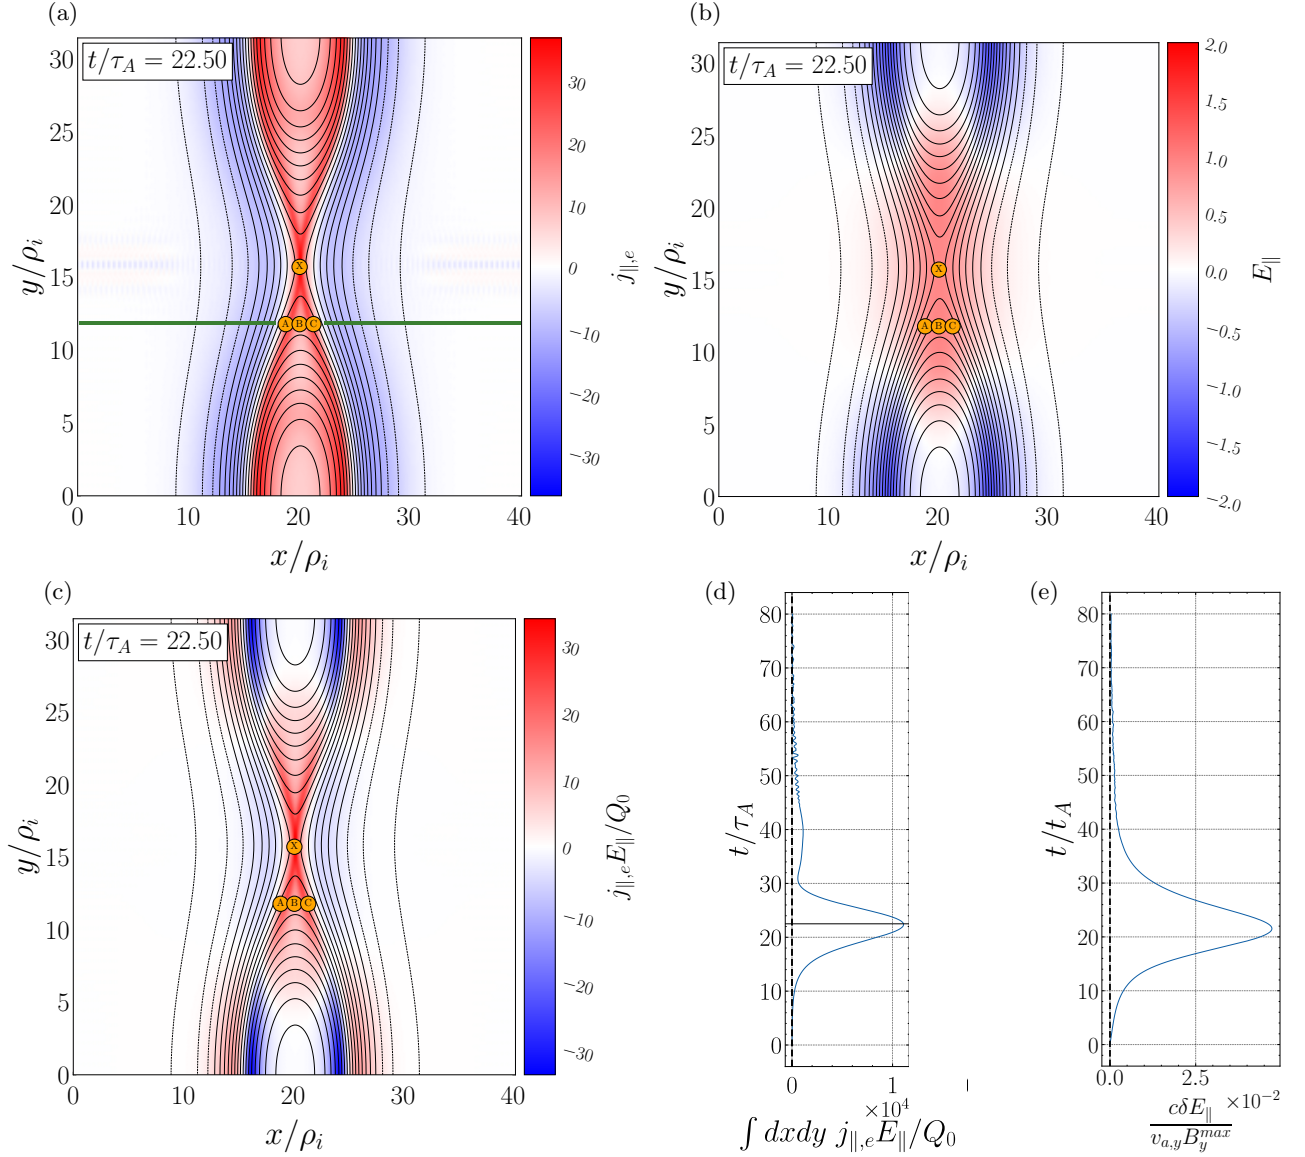 (a)
t/τ_A = 22.50
30
25
20
15
10
5
0
y/ρ_i
0
10
20
30
40
x/ρ_i
X
A
B
C
30
20
10
0
−10
−20
−30
j_{∥,e}
(b)
t/τ_A = 22.50
30
25
20
15
10
5
0
y/ρ_i
0
10
20
30
40
x/ρ_i
X
A
B
C
2.0
1.5
1.0
0.5
0.0
−0.5
−1.0
−1.5
−2.0
E_∥
(c)
t/τ_A = 22.50
30
25
20
15
10
5
0
y/ρ_i
0
10
20
30
40
x/ρ_i
X
A
B
C
30
20
10
0
−10
−20
−30
j_{∥,e}E_∥/Q_0
(d)
80
70
60
50
40
30
20
10
0
t/τ_A
0
1
×10^4
∫ dxdy j_{∥,e}E_∥/Q_0
(e)
80
70
60
50
40
30
20
10
0
t/t_A
0.0
2.5
×10^{−2}
cδE_∥
v_{a,y}B_y^{max}